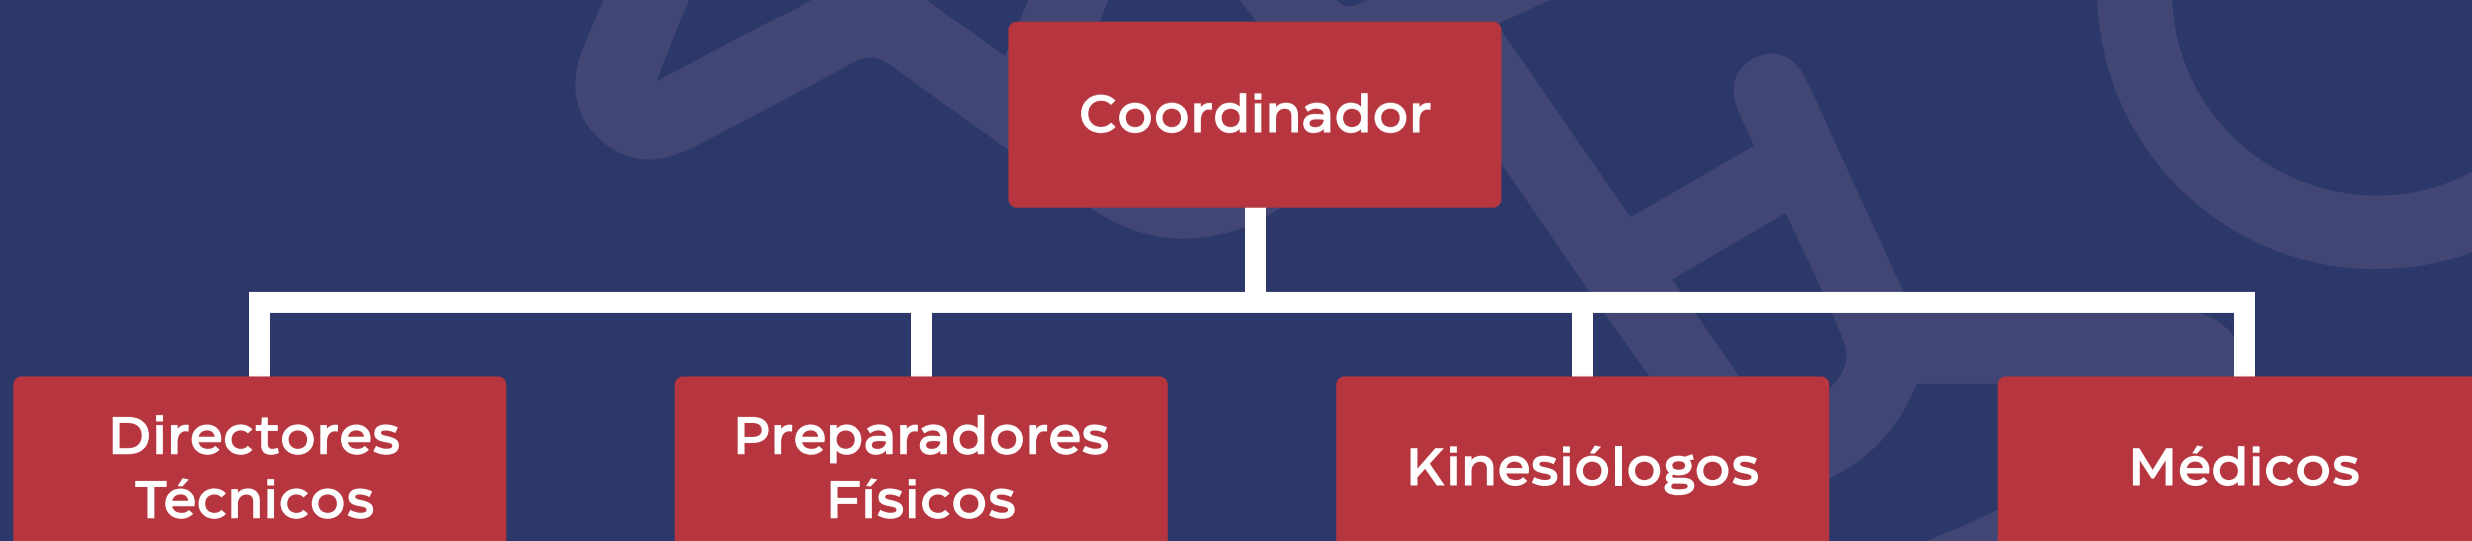 Coordinador
Directores
Técnicos
Preparadores
Físicos
Kinesiólogos
Médicos